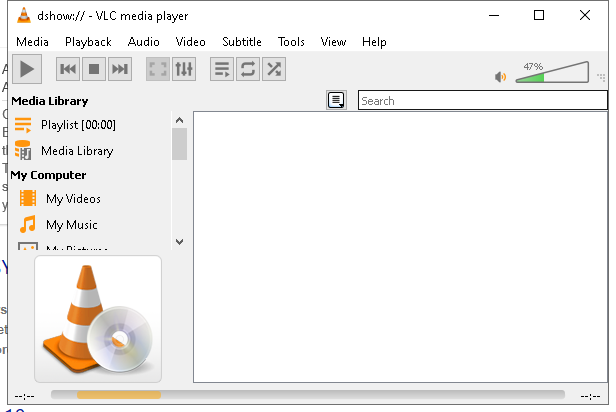 dshow:// - VLC media player
Media Playback Audio Video Subtitle Tools View Help
47%
Media Library
Search
Playlist [00:00]
Media Library
My Computer
My Videos
My Music
My Pictures
--:-- --:--